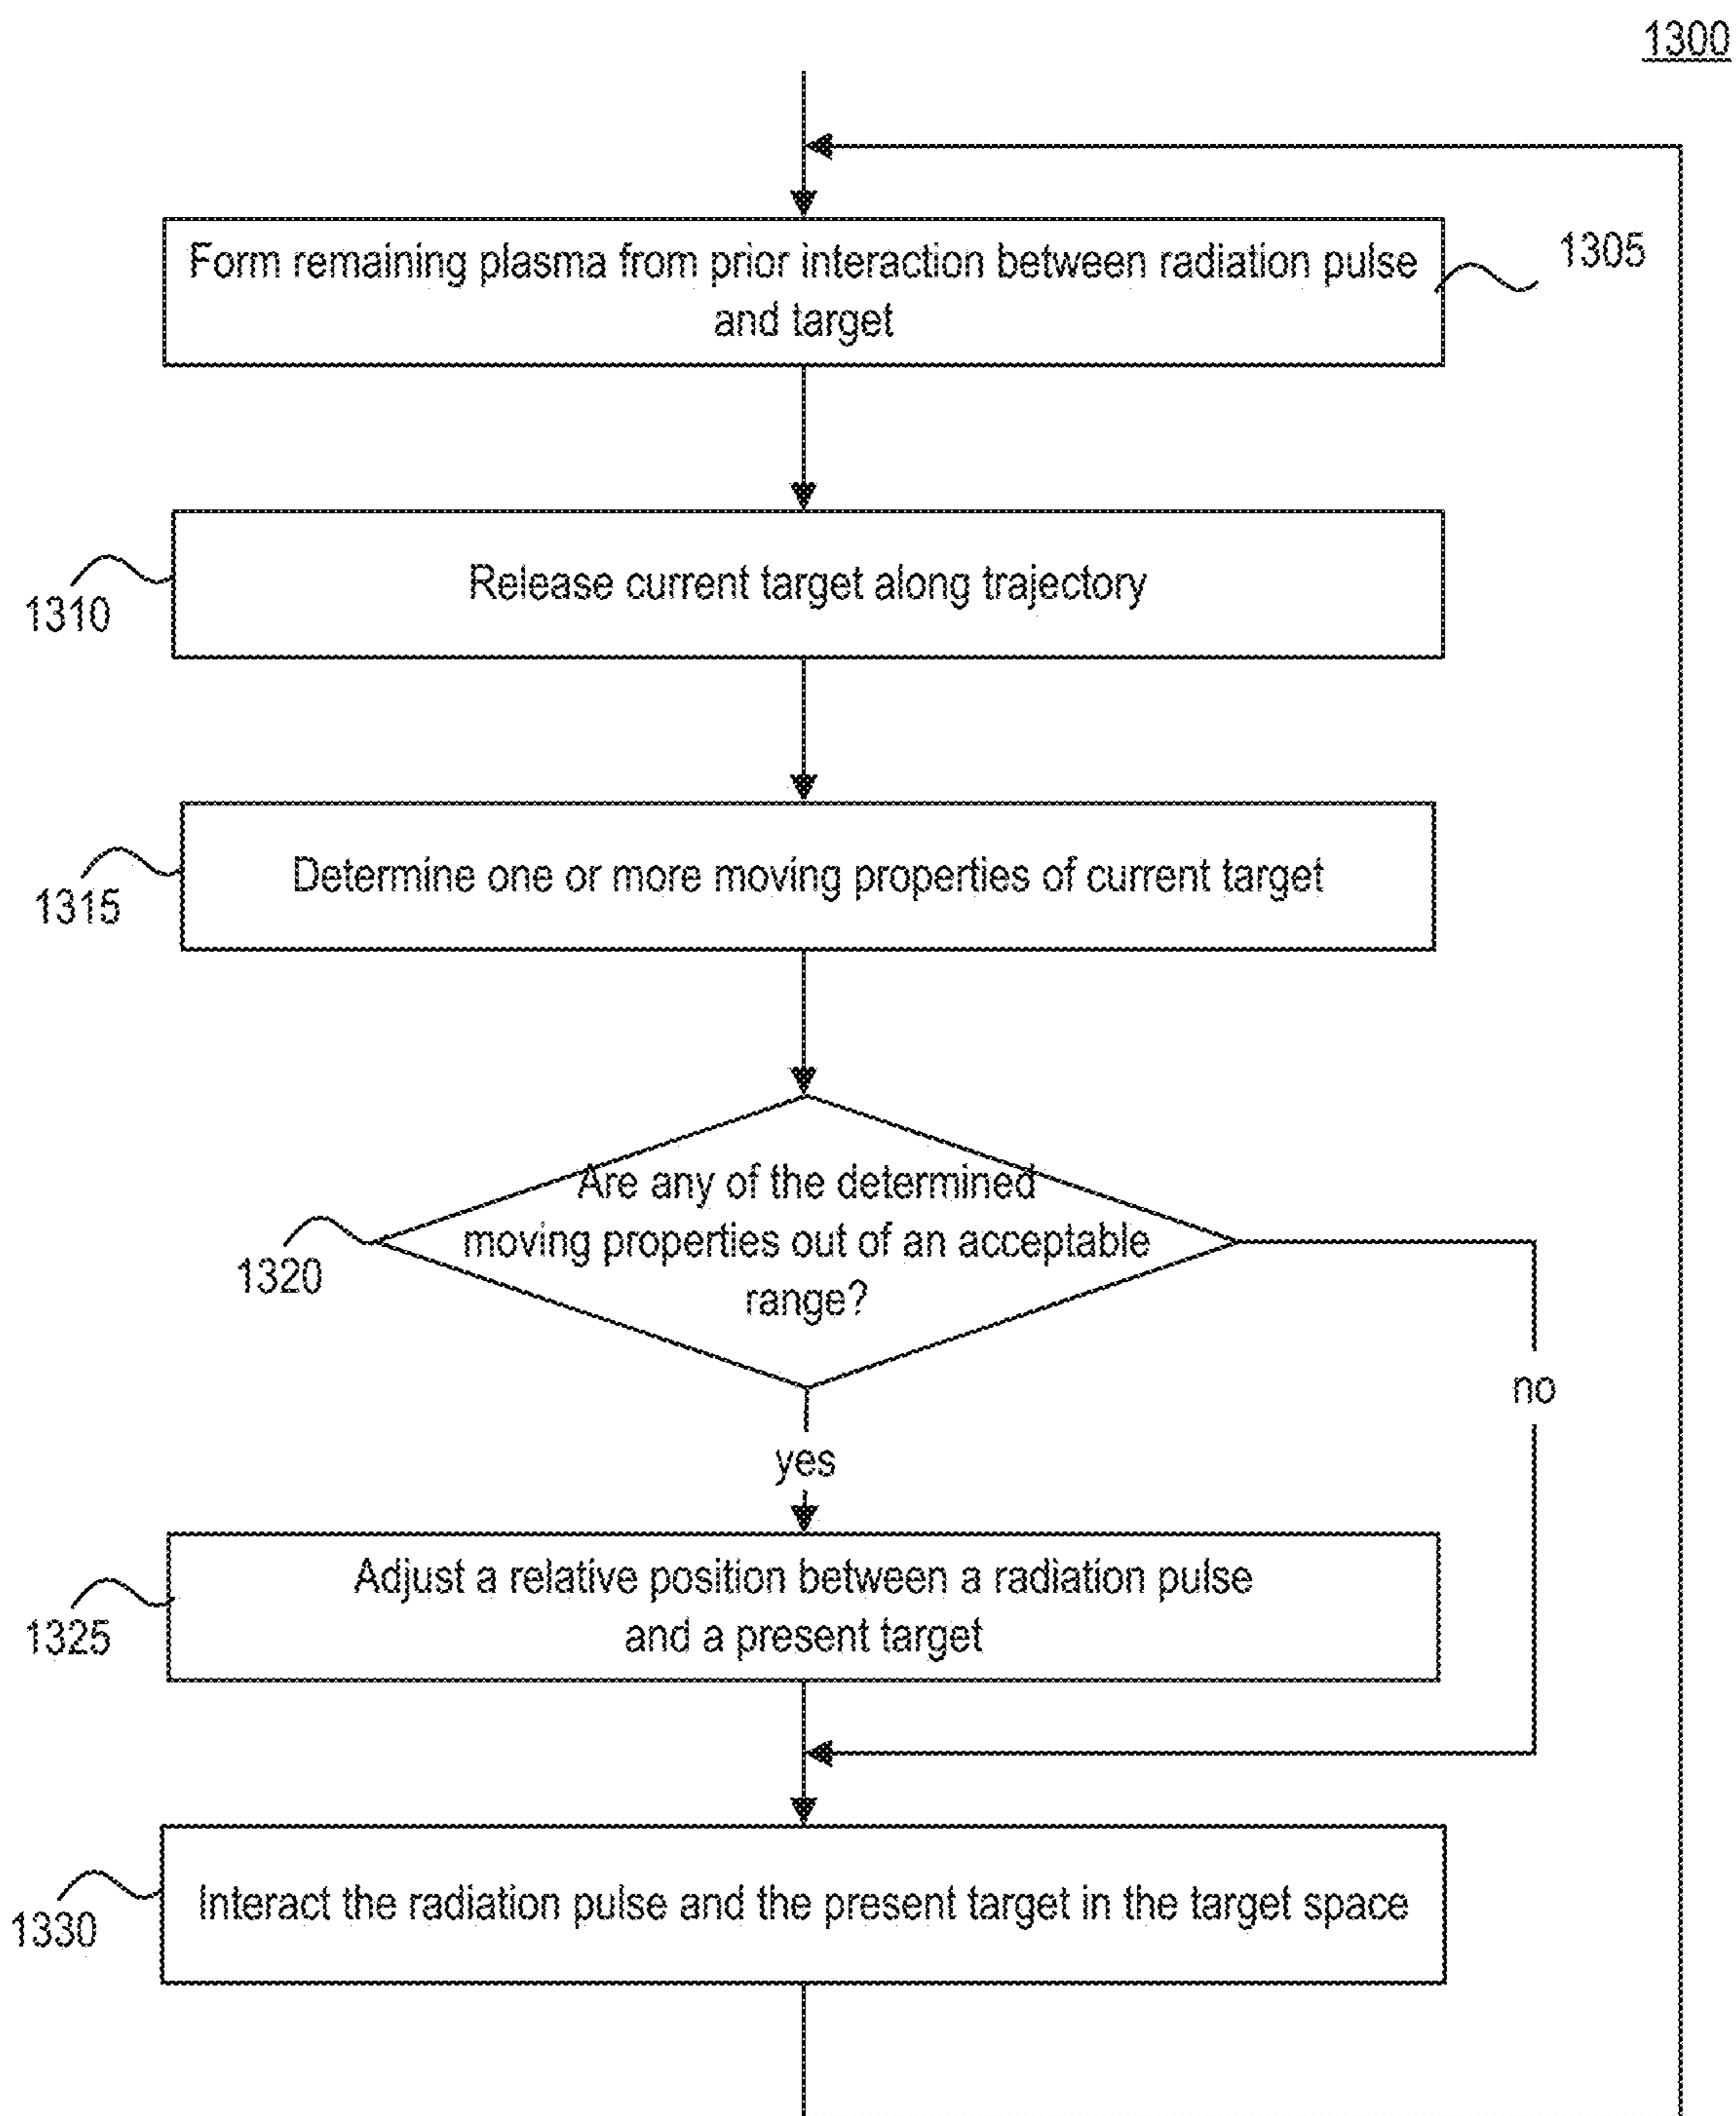 1300
Form remaining plasma from prior interaction between radiation pulse
and target
1305
Release current target along trajectory
1310
Determine one or more moving properties of current target
1315
Are any of the determined
moving properties out of an acceptable
range?
1320
no
yes
Adjust a relative position between a radiation pulse
and a present target
1325
Interact the radiation pulse and the present target in the target space
1330